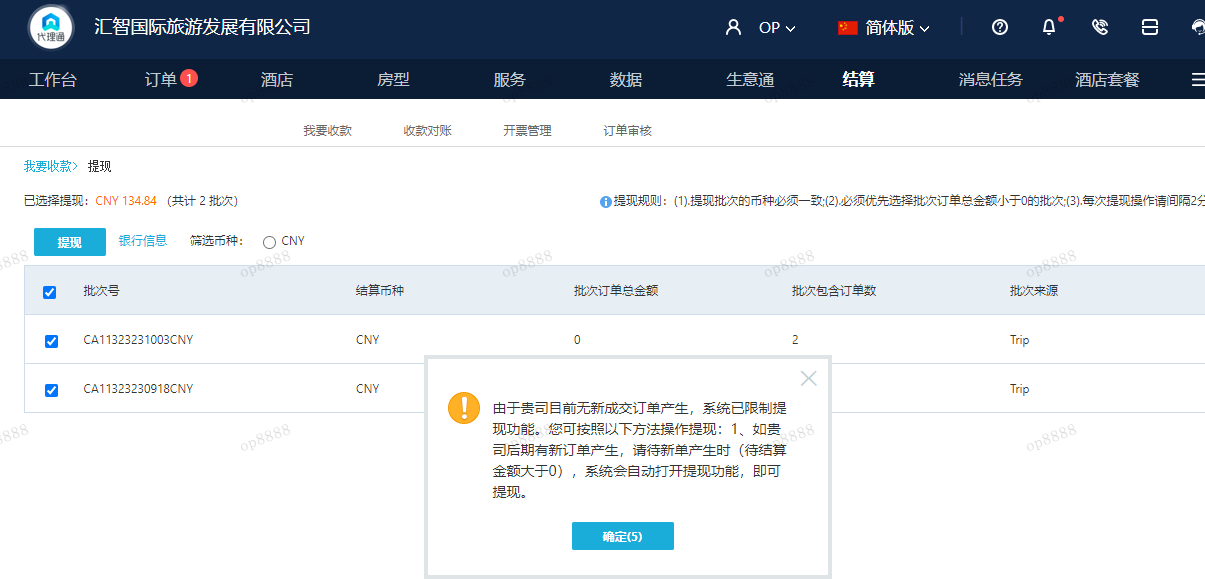 代理通
汇智国际旅游发展有限公司
OP
简体版
工作台
订单 1
酒店
房型
服务
数据
生意通
结算
消息任务
酒店套餐
我要收款
收款对账
开票管理
订单审核
我要收款> 提现
已选择提现：CNY 134.84 (共计 2 批次)
提现规则：(1).提现批次的币种必须一致;(2).必须优先选择批次订单总金额小于0的批次;(3).每次提现操作请间隔2分
提现
银行信息
筛选币种：
CNY
批次号
结算币种
批次订单总金额
批次包含订单数
批次来源
CA11323231003CNY
CNY
0
2
Trip
CA11323230918CNY
CNY
Trip
由于贵司目前无新成交订单产生，系统已限制提
现功能。您可按照以下方法操作提现：1、如贵
司后期有新订单产生，请待新单产生时（待结算
金额大于0），系统会自动打开提现功能，即可
提现。
确定(5)
op8888